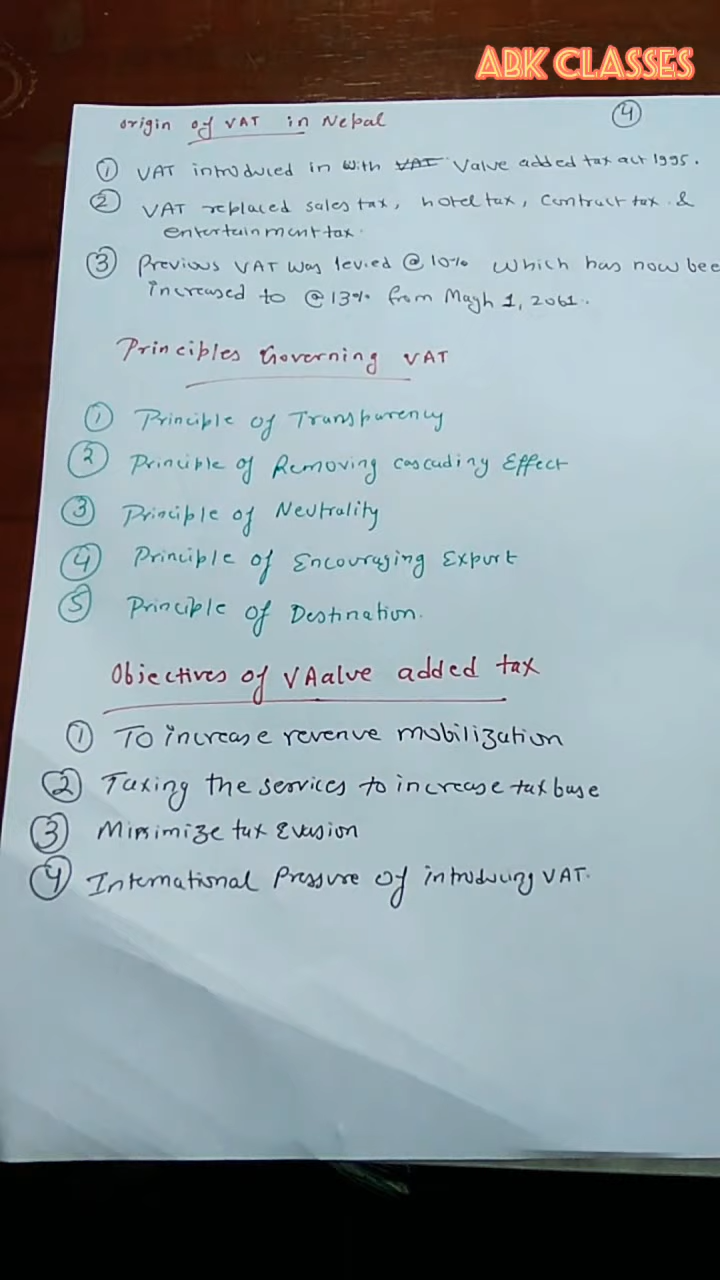 ABK CLASSES
origin of VAT in Nepal
4
① VAT introduced in with VAT Value added tax act 1995.
② VAT replaced sales tax, hotel tax, Contract tax &
entertainment tax.
③ Previous VAT was levied @ 10% which has now bee
increased to @ 13% from Magh 1, 2061.
Principles Governing VAT
① Principle of Transparency
② Principle of Removing cascading Effect
③ Principle of Neutrality
④ Principle of Encouraging Export
⑤ Principle of Destination.
Objectives of VAalve added tax
① To increase revenue mobilization
② Taxing the services to increase tax base
③ Minimize tax Evasion
④ International Pressure of introducing VAT.